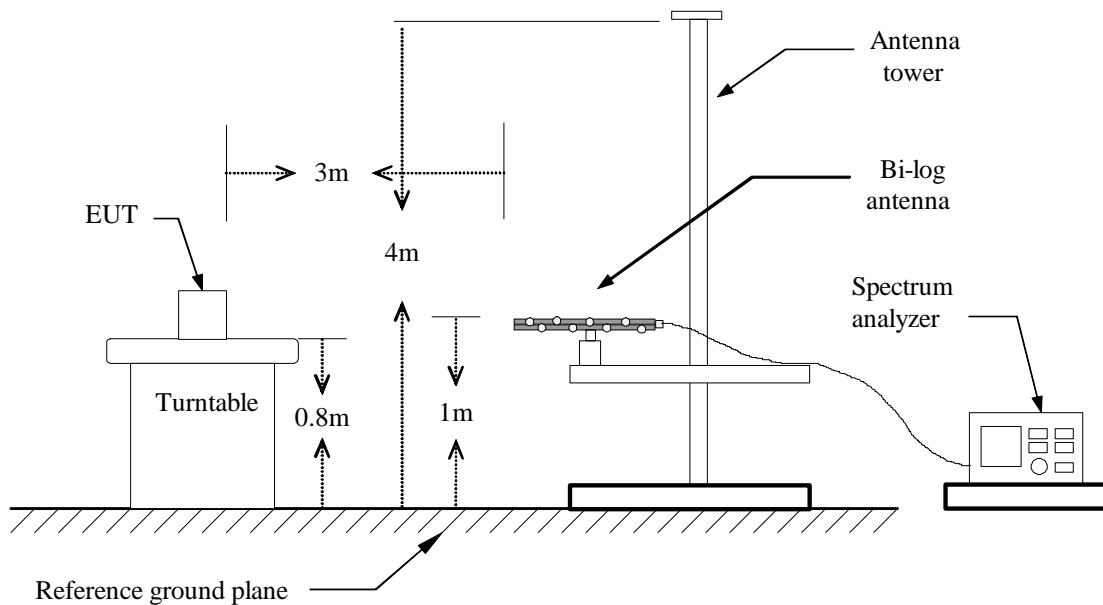 Antenna
tower
3m
Bi-log
antenna
EUT
4m
Spectrum
analyzer
Turntable
0.8m
1m
Reference ground plane